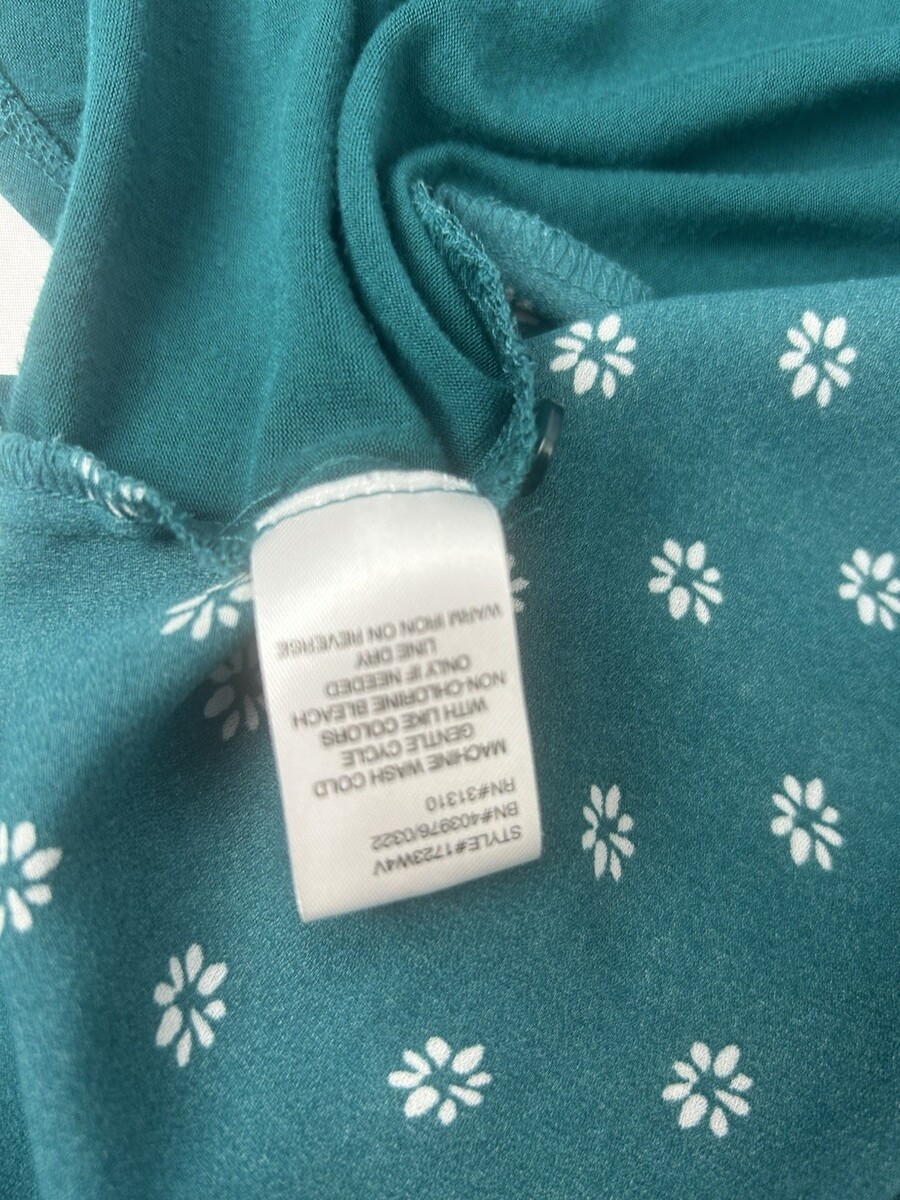 STYLE#1723W4V
BN#403976/0322
RN#31310
MACHINE WASH COLD
GENTLE CYCLE
WITH LIKE COLORS
NON-CHLORINE BLEACH
ONLY IF NEEDED
LINE DRY
WARM IRON ON REVERSE